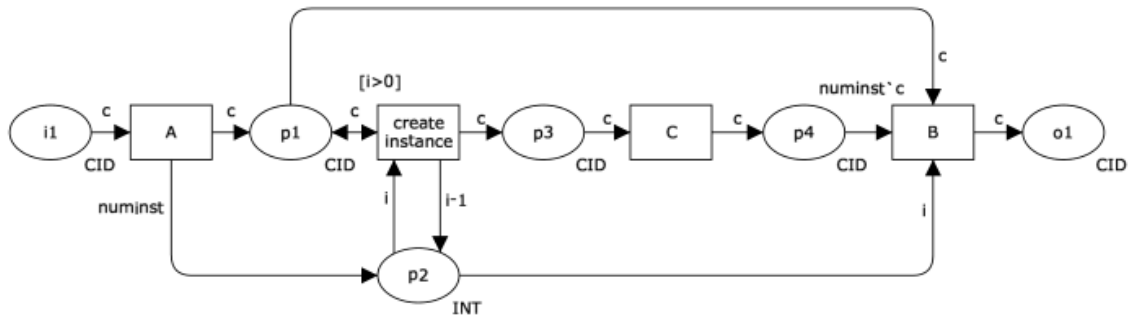 c
[i>0]
numinst`c
i1
c
A
c
p1
c
create
instance
c
p3
c
C
c
p4
B
c
o1
CID
CID
CID
CID
CID
numinst
i
i-1
i
p2
INT